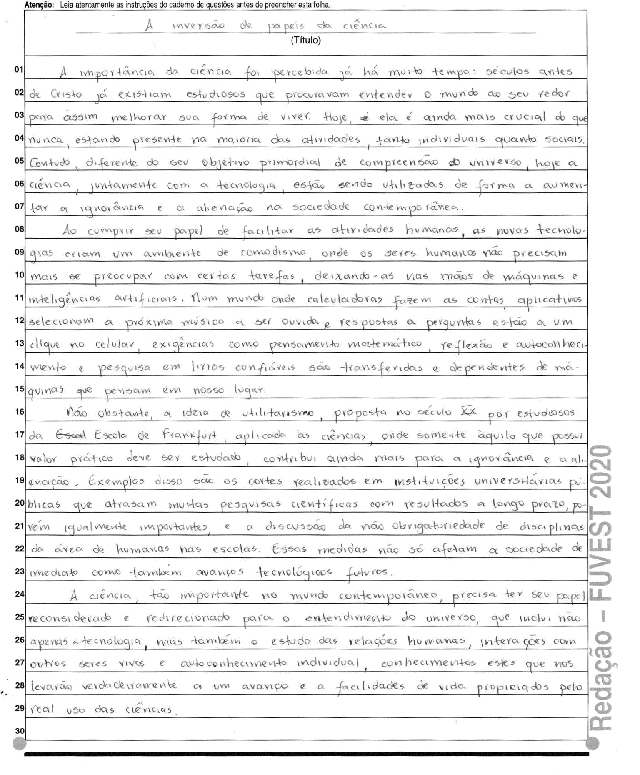 Atenção: Leia atentamente as instruções do caderno de questões antes de preencher esta folha.
A inversão de papéis da ciência
(Título)
01 A importância da ciência foi percebida já há muito tempo: séculos antes
02 de Cristo já existiam estudiosos que procuravam entender o mundo ao seu redor
03 para assim melhorar sua forma de viver. Hoje, ela é ainda mais crucial do que
04 nunca, estando presente na maioria das atividades, tanto individuais quanto sociais.
05 Contudo, diferente do seu objetivo primordial de compreensão do universo, hoje a
06 ciência, juntamente com a tecnologia, estão sendo utilizadas de forma a aumen-
07 tar a ignorância e a alienação na sociedade contemporânea.
08 Ao cumprir seu papel de facilitar as atividades humanas, as novas tecnolo-
09 gias criam um ambiente de comodismo, onde os seres humanos não precisam
10 mais se preocupar com certas tarefas, deixando-as nas mãos de máquinas e
11 inteligências artificiais. Num mundo onde calculadoras fazem as contas, aplicativos
12 selecionam a próxima música a ser ouvida e respostas a perguntas estão a um
13 clique no celular, exigências como pensamento matemático, reflexão e autoconheci-
14 mento e pesquisa em livros confiáveis são transferidas e dependentes de má-
15 quinas que pensam em nosso lugar.
16 Não obstante, a ideia de utilitarismo, proposta no século XX por estudiosos
17 da Escola de Frankfurt, aplicada às ciências, onde somente àquilo que possui
18 valor prático deve ser estudado, contribui ainda mais para a ignorância e a ali-
19 enação. Exemplos disso são os cortes realizados em instituições universitárias pú-
20 blicas que atrasam muitas pesquisas científicas com resultados a longo prazo, po-
21 rém igualmente importantes, e a discussão da não obrigatoriedade de disciplinas
22 da área de humanas nas escolas. Essas medidas não só afetam a sociedade de
23 imediato como também avanços tecnológicos futuros.
24 A ciência, tão importante no mundo contemporâneo, precisa ter seu papel
25 reconsiderado e redirecionado para o entendimento do universo, que inclui não
26 apenas a tecnologia, mais também o estudo das relações humanas, interações com
27 outros seres vivos e autoconhecimento individual, conhecimentos estes que nos
28 levarão verdadeiramente a um avanço e a facilidades de vida propiciados pelo
29 real uso das ciências.
30
Redação – FUVEST 2020